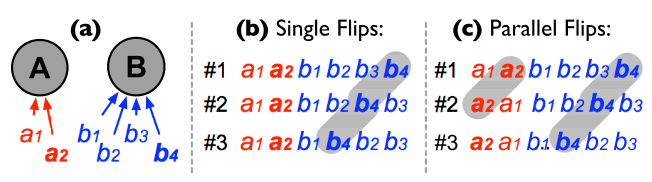 (a)
A B
a1 a2 b1 b2 b3 b4
(b) Single Flips:
#1 a1 a2 b1 b2 b3 b4
#2 a1 a2 b1 b2 b4 b3
#3 a1 a2 b1 b4 b2 b3
(c) Parallel Flips:
#1 a1 a2 b1 b2 b3 b4
#2 a2 a1 b1 b2 b4 b3
#3 a2 a1 b1 b4 b2 b3